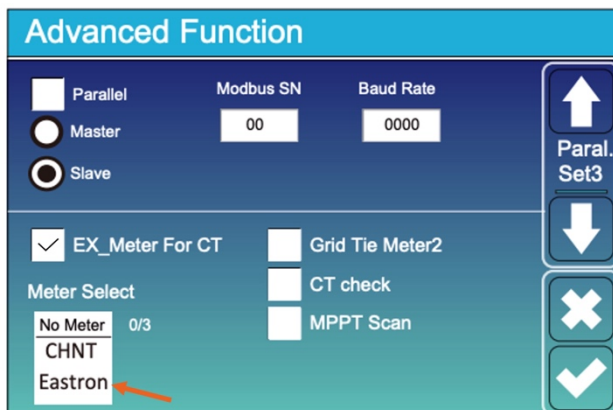 Advanced Function
Parallel
Modbus SN
Baud Rate
Master
00
0000
Slave
Paral.
Set3
EX_Meter For CT
Grid Tie Meter2
Meter Select
CT check
No Meter
0/3
MPPT Scan
CHNT
Eastron